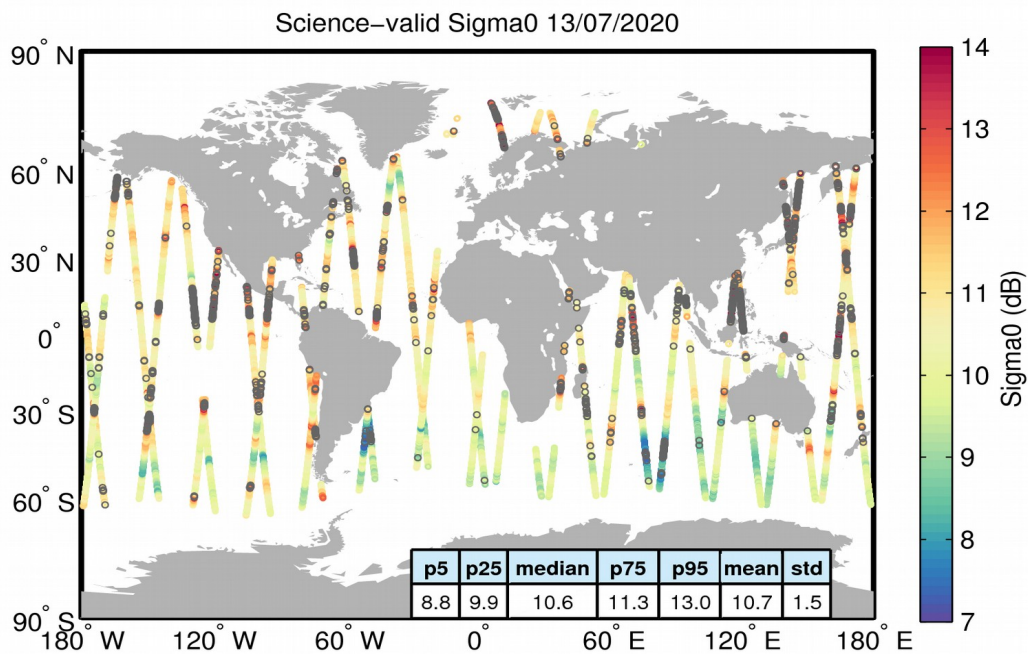 Science−valid Sigma0 13/07/2020
90° N
60° N
30° N
0°
30° S
60° S
90° S
180° W
120° W
60° W
0°
60° E
120° E
180° E
p5 p25 median p75 p95 mean std
8.8 9.9 10.6 11.3 13.0 10.7 1.5
14
13
12
11
10
9
8
7
Sigma0 (dB)